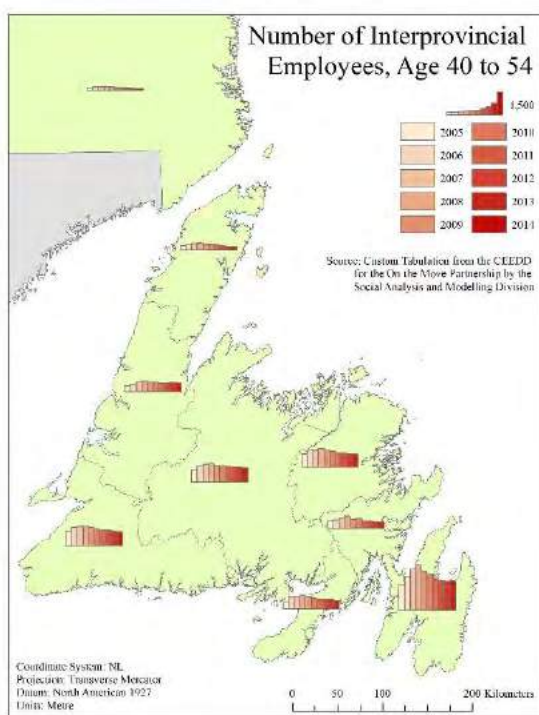 Number of Interprovincial
Employees, Age 40 to 54
1,500
2005 2010
2006 2011
2007 2012
2008 2013
2009 2014
Source: Custom Tabulation from the CEEDD
for the On the Move Partnership by the
Social Analysis and Modelling Division
Coordinate System: NL
Projection: Transverse Mercator
Datum: North American 1927
Units: Metre
0 50 100 200 Kilometers